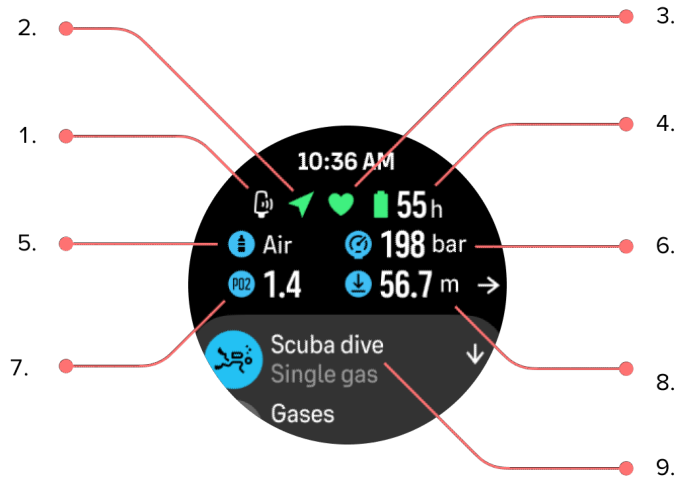 2.
3.
1.
4.
10:36 AM
55 h
5.
Air
198 bar
6.
PO2 1.4
56.7 m
7.
Scuba dive
Single gas
8.
Gases
9.